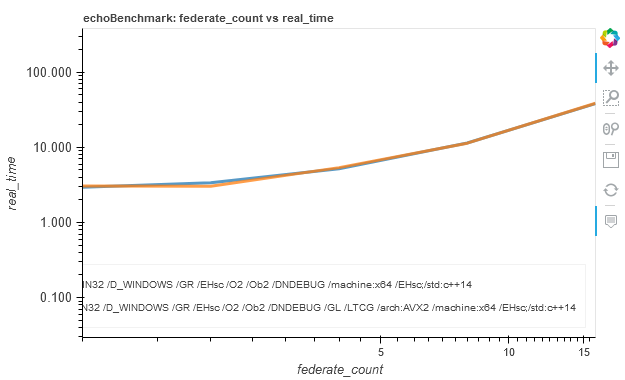 echoBenchmark: federate_count vs real_time
100.000
10.000
1.000
0.100
real_time
IN32 /D_WINDOWS /GR /EHsc /O2 /Ob2 /DNDEBUG /machine:x64 /EHsc;/std:c++14
N32 /D_WINDOWS /GR /EHsc /O2 /Ob2 /DNDEBUG /GL /LTCG /arch:AVX2 /machine:x64 /EHsc;/std:c++14
5
10
15
federate_count